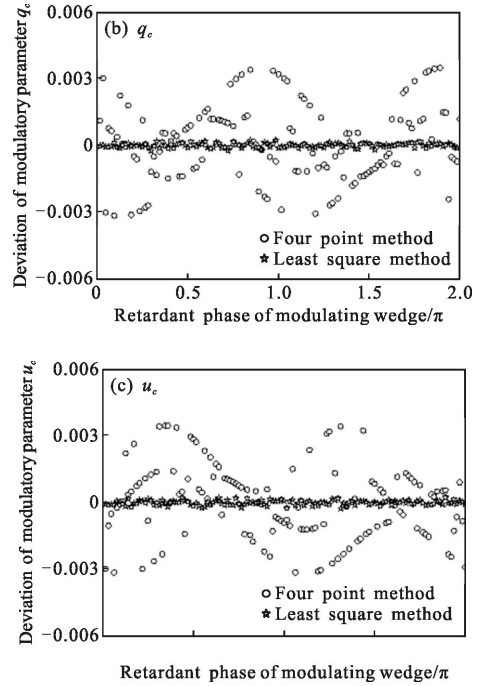 (b) q_c
Deviation of modulatory parameter q_c
0.006
0.003
0
−0.003
−0.006
Four point method
Least square method
0 0.5 1.0 1.5 2.0
Retardant phase of modulating wedge/π
(c) u_c
Deviation of modulatory parameter u_c
0.006
0.003
0
−0.003
−0.006
Four point method
Least square method
Retardant phase of modulating wedge/π